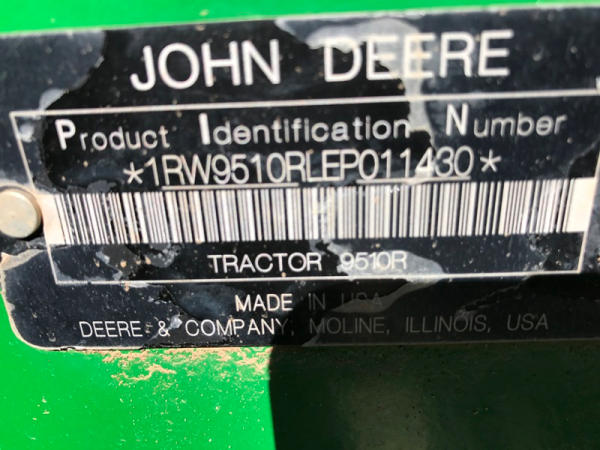 JOHN DEERE
Product Identification Number
*1RW9510RLEP011430*
TRACTOR 9510R
MADE IN USA
DEERE & COMPANY, MOLINE, ILLINOIS, USA